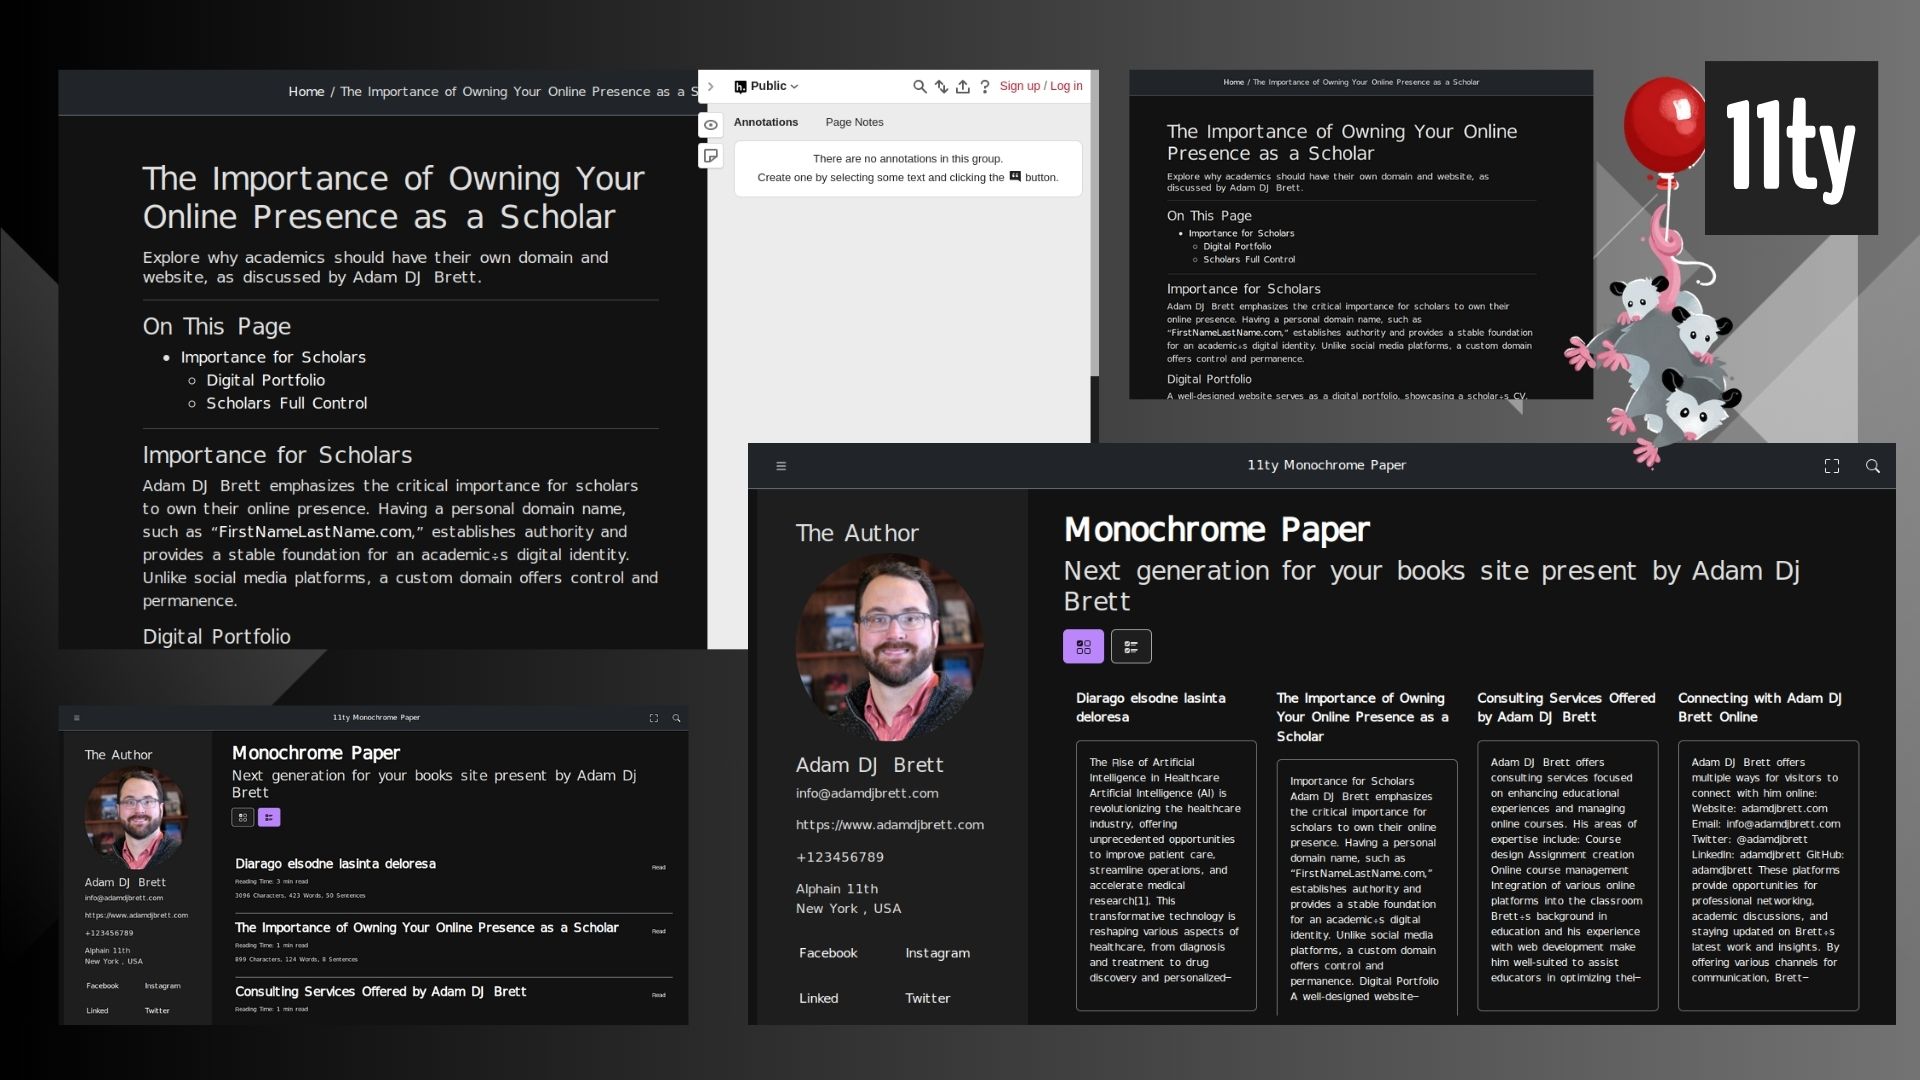 Home / The Importance of Owning Your Online Presence as a S
The Importance of Owning Your
Online Presence as a Scholar
Explore why academics should have their own domain and
website, as discussed by Adam DJ Brett.
On This Page
Importance for Scholars
Digital Portfolio
Scholars Full Control
Importance for Scholars
Adam DJ Brett emphasizes the critical importance for scholars
to own their online presence. Having a personal domain name,
such as “FirstNameLastName.com,” establishes authority and
provides a stable foundation for an academic÷s digital identity.
Unlike social media platforms, a custom domain offers control and
permanence.
Digital Portfolio
h. Public
? Sign up / Log in
Annotations Page Notes
There are no annotations in this group.
Create one by selecting some text and clicking the button.
Home / The Importance of Owning Your Online Presence as a Scholar
The Importance of Owning Your Online
Presence as a Scholar
Explore why academics should have their own domain and website, as
discussed by Adam DJ Brett.
On This Page
Importance for Scholars
Digital Portfolio
Scholars Full Control
Importance for Scholars
Adam DJ Brett emphasizes the critical importance for scholars to own their
online presence. Having a personal domain name, such as
“FirstNameLastName.com,” establishes authority and provides a stable foundation
for an academic÷s digital identity. Unlike social media platforms, a custom domain
offers control and permanence.
Digital Portfolio
A well-designed website serves as a digital portfolio, showcasing a scholar÷s CV,
11ty
11ty Monochrome Paper
The Author
Adam DJ Brett
info@adamdjbrett.com
https://www.adamdjbrett.com
+123456789
Alphain 11th
New York , USA
Facebook Instagram
Linked Twitter
Monochrome Paper
Next generation for your books site present by Adam Dj
Brett
Diarago elsodne lasinta
deloresa
Reading Time: 3 min read
3096 Characters, 423 Words, 50 Sentences
Read
The Importance of Owning Your Online Presence as a Scholar
Reading Time: 1 min read
899 Characters, 124 Words, 8 Sentences
Read
Consulting Services Offered by Adam DJ Brett
Reading Time: 1 min read
Read
11ty Monochrome Paper
The Author
Adam DJ Brett
info@adamdjbrett.com
https://www.adamdjbrett.com
+123456789
Alphain 11th
New York , USA
Facebook Instagram
Linked Twitter
Monochrome Paper
Next generation for your books site present by Adam Dj
Brett
Diarago elsodne lasinta
deloresa
The Rise of Artificial
Intelligence in Healthcare
Artificial Intelligence (AI) is
revolutionizing the healthcare
industry, offering
unprecedented opportunities
to improve patient care,
streamline operations, and
accelerate medical
research[1]. This
transformative technology is
reshaping various aspects of
healthcare, from diagnosis
and treatment to drug
discovery and personalized—
The Importance of Owning
Your Online Presence as a
Scholar
Importance for Scholars
Adam DJ Brett emphasizes
the critical importance for
scholars to own their online
presence. Having a personal
domain name, such as
“FirstNameLastName.com,”
establishes authority and
provides a stable foundation
for an academic÷s digital
identity. Unlike social media
platforms, a custom domain
offers control and
permanence. Digital Portfolio
A well-designed website—
Consulting Services Offered
by Adam DJ Brett
Adam DJ Brett offers
consulting services focused
on enhancing educational
experiences and managing
online courses. His areas of
expertise include: Course
design Assignment creation
Online course management
Integration of various online
platforms into the classroom
Brett÷s background in
education and his experience
with web development make
him well-suited to assist
educators in optimizing thei—
Connecting with Adam DJ
Brett Online
Adam DJ Brett offers
multiple ways for visitors to
connect with him online:
Website: adamdjbrett.com
Email: info@adamdjbrett.com
Twitter: @adamdjbrett
LinkedIn: adamdjbrett GitHub:
adamdjbrett These platforms
provide opportunities for
professional networking,
academic discussions, and
staying updated on Brett÷s
latest work and insights. By
offering various channels for
communication, Brett—